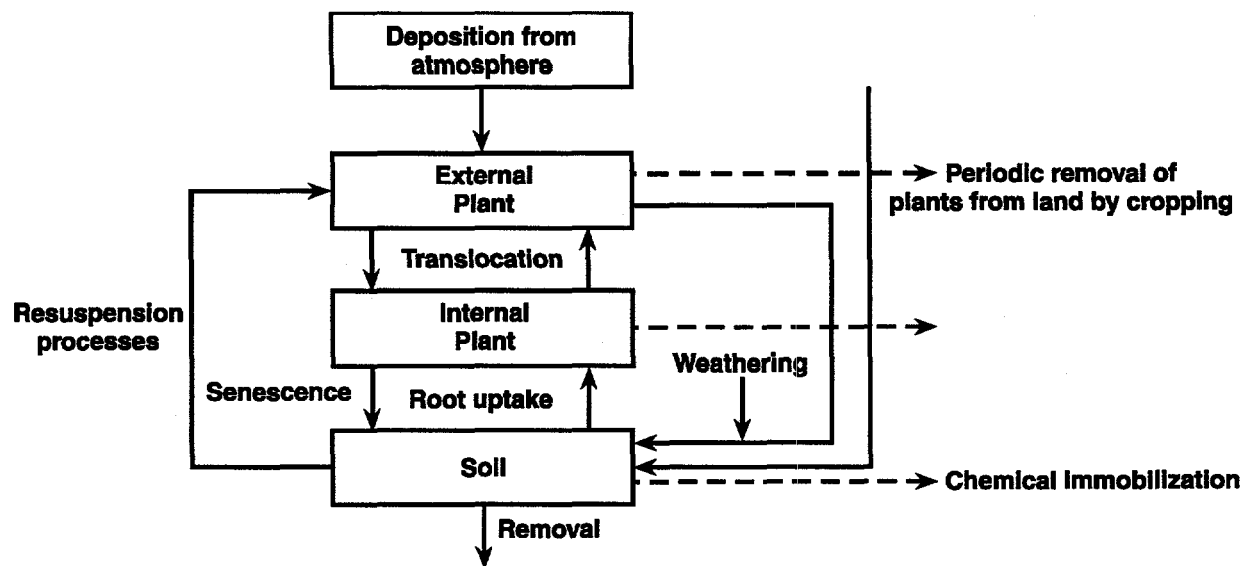 Deposition from
atmosphere
External
Plant
Periodic removal of
plants from land by cropping
Translocation
Resuspension
processes
Internal
Plant
Weathering
Senescence
Root uptake
Soil
Chemical immobilization
Removal